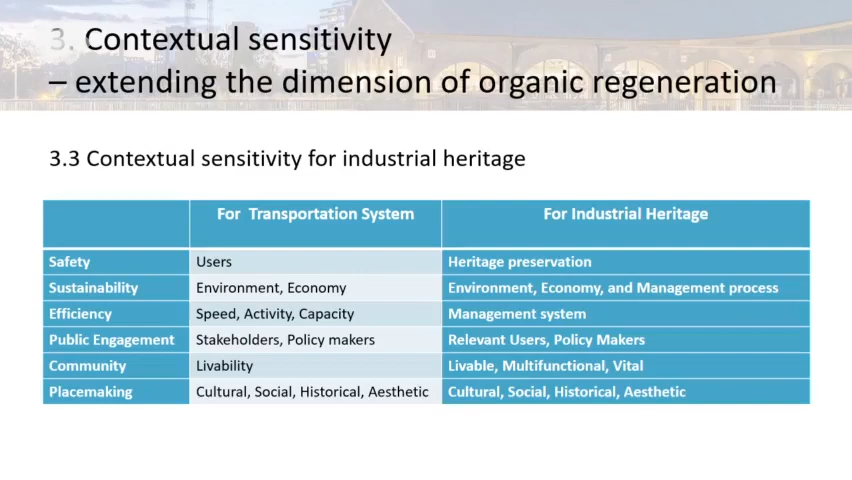 3. Contextual sensitivity
– extending the dimension of organic regeneration
3.3 Contextual sensitivity for industrial heritage
For Transportation System For Industrial Heritage
Safety Users Heritage preservation
Sustainability Environment, Economy Environment, Economy, and Management process
Efficiency Speed, Activity, Capacity Management system
Public Engagement Stakeholders, Policy makers Relevant Users, Policy Makers
Community Livability Livable, Multifunctional, Vital
Placemaking Cultural, Social, Historical, Aesthetic Cultural, Social, Historical, Aesthetic